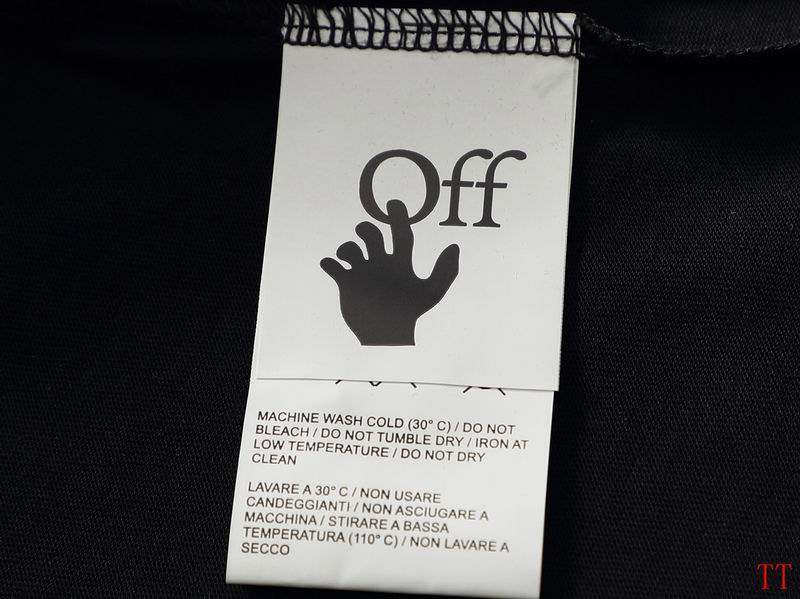 Off
MACHINE WASH COLD (30° C) / DO NOT
BLEACH / DO NOT TUMBLE DRY / IRON AT
LOW TEMPERATURE / DO NOT DRY
CLEAN
LAVARE A 30° C / NON USARE
CANDEGGIANTI / NON ASCIUGARE A
MACCHINA / STIRARE A BASSA
TEMPERATURA (110° C) / NON LAVARE A
SECCO
TT